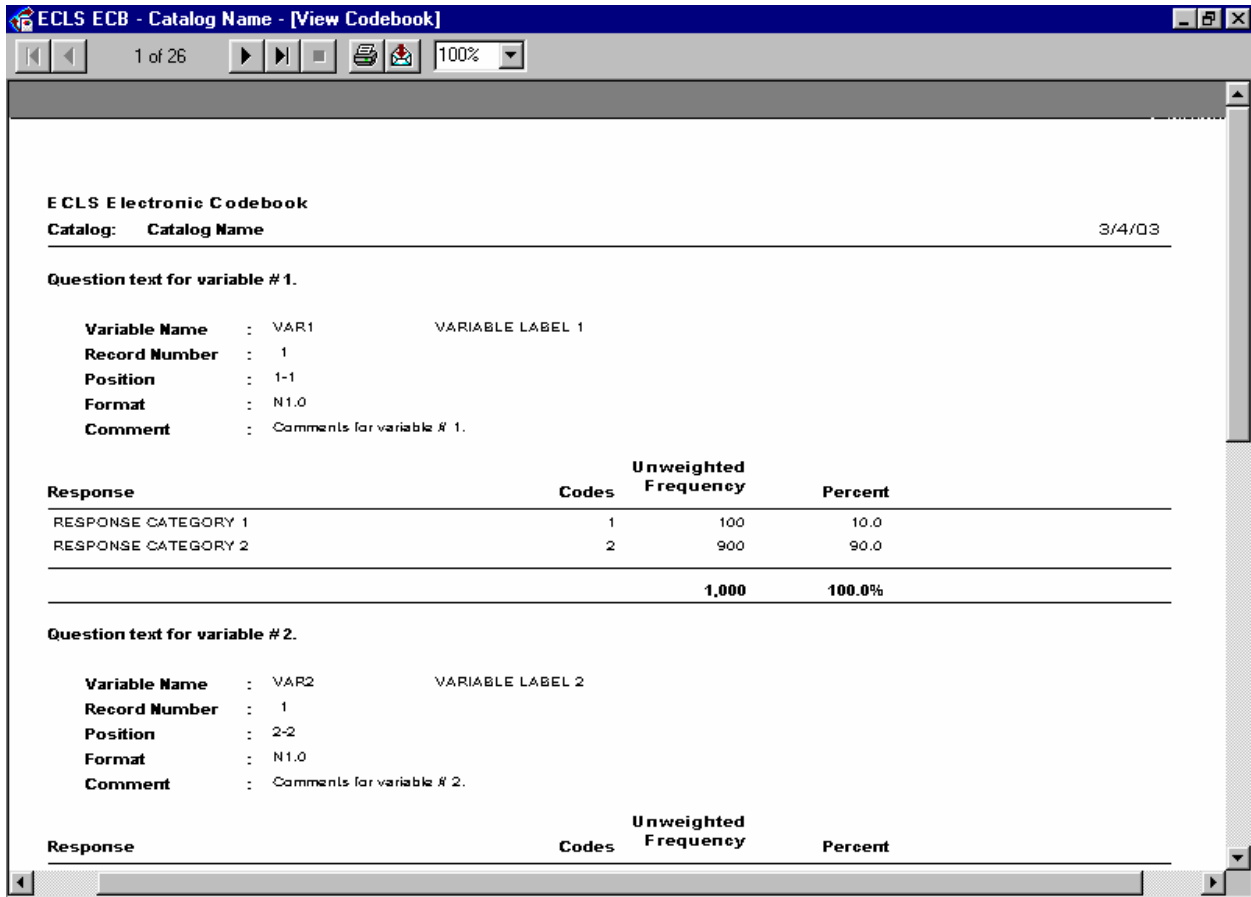 ECLS ECB - Catalog Name - [View Codebook]
1 of 26 100%
ECLS Electronic Codebook
Catalog: Catalog Name 3/4/03
Question text for variable # 1.
Variable Name : VAR1 VARIABLE LABEL 1
Record Number : 1
Position : 1-1
Format : N1.0
Comment : Comments for variable # 1.
Unweighted
Response Codes Frequency Percent
RESPONSE CATEGORY 1 1 100 10.0
RESPONSE CATEGORY 2 2 900 90.0
1,000 100.0%
Question text for variable # 2.
Variable Name : VAR2 VARIABLE LABEL 2
Record Number : 1
Position : 2-2
Format : N1.0
Comment : Comments for variable # 2.
Unweighted
Response Codes Frequency Percent